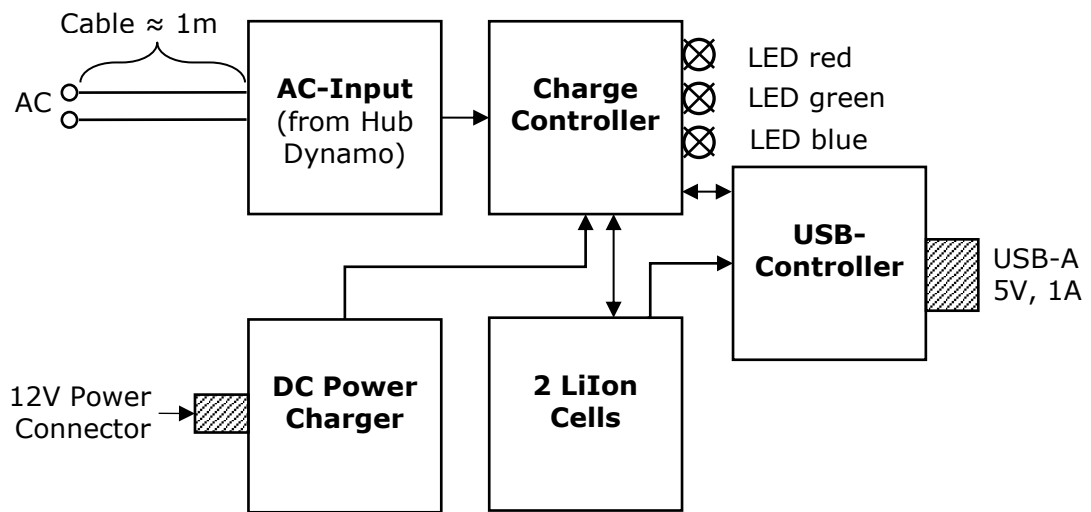 Cable ≈ 1m
AC
AC-Input
(from Hub
Dynamo)
Charge
Controller
LED red
LED green
LED blue
USB-
Controller
USB-A
5V, 1A
12V Power
Connector
DC Power
Charger
2 LiIon
Cells